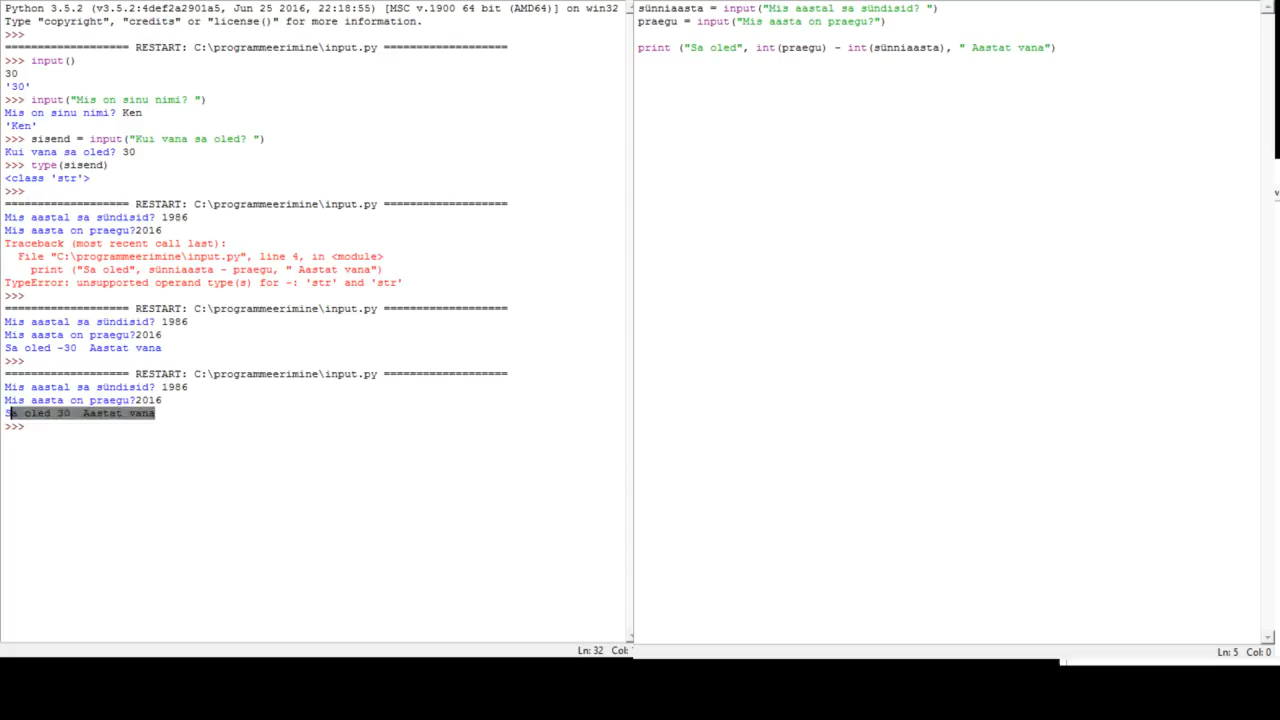 Python 3.5.2 (v3.5.2:4def2a2901a5, Jun 25 2016, 22:18:55) [MSC v.1900 64 bit (AMD64)] on win32
Type "copyright", "credits" or "license()" for more information.
>>>
=================== RESTART: C:\programmeerimine\input.py ===================
>>> input()
30
'30'
>>> input("Mis on sinu nimi? ")
Mis on sinu nimi? Ken
'Ken'
>>> sisend = input("Kui vana sa oled? ")
Kui vana sa oled? 30
>>> type(sisend)
<class 'str'>
>>>
=================== RESTART: C:\programmeerimine\input.py ===================
Mis aastal sa sündisid? 1986
Mis aasta on praegu?2016
Traceback (most recent call last):
  File "C:\programmeerimine\input.py", line 4, in <module>
    print ("Sa oled", sünniaasta - praegu, " Aastat vana")
TypeError: unsupported operand type(s) for -: 'str' and 'str'
>>>
=================== RESTART: C:\programmeerimine\input.py ===================
Mis aastal sa sündisid? 1986
Mis aasta on praegu?2016
Sa oled -30  Aastat vana
>>>
=================== RESTART: C:\programmeerimine\input.py ===================
Mis aastal sa sündisid? 1986
Mis aasta on praegu?2016
Sa oled 30  Aastat vana
>>>
Ln: 32 Col:
sünniaasta = input("Mis aastal sa sündisid? ")
praegu = input("Mis aasta on praegu?")
print ("Sa oled", int(praegu) - int(sünniaasta), " Aastat vana")
Ln: 5 Col: 0